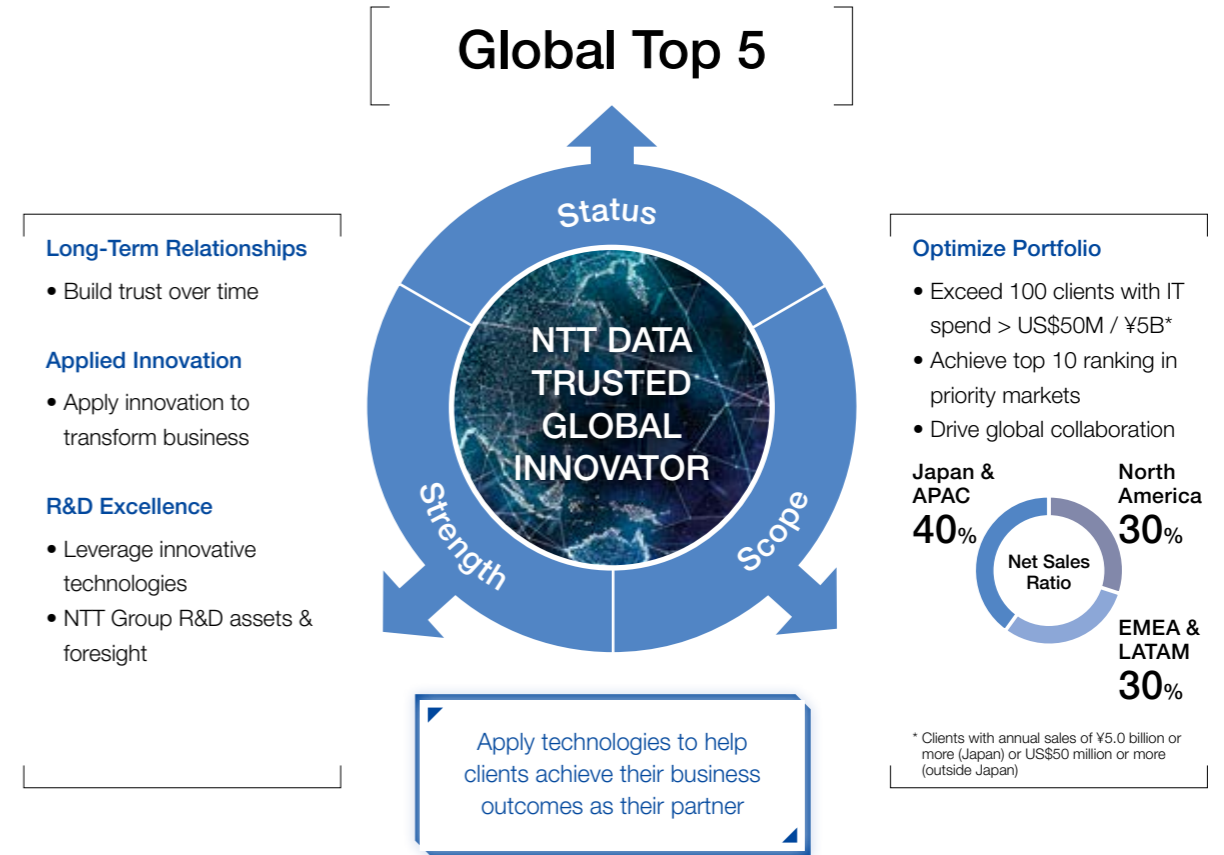 Global Top 5
Status
NTT DATA
TRUSTED
GLOBAL
INNOVATOR
Strength
Scope
Long-Term Relationships
• Build trust over time
Applied Innovation
• Apply innovation to
transform business
R&D Excellence
• Leverage innovative
technologies
• NTT Group R&D assets &
foresight
Optimize Portfolio
• Exceed 100 clients with IT
spend > US$50M / ¥5B*
• Achieve top 10 ranking in
priority markets
• Drive global collaboration
Japan &
APAC
40%
North
America
30%
Net Sales
Ratio
EMEA &
LATAM
30%
* Clients with annual sales of ¥5.0 billion or
more (Japan) or US$50 million or more
(outside Japan)
Apply technologies to help
clients achieve their business
outcomes as their partner